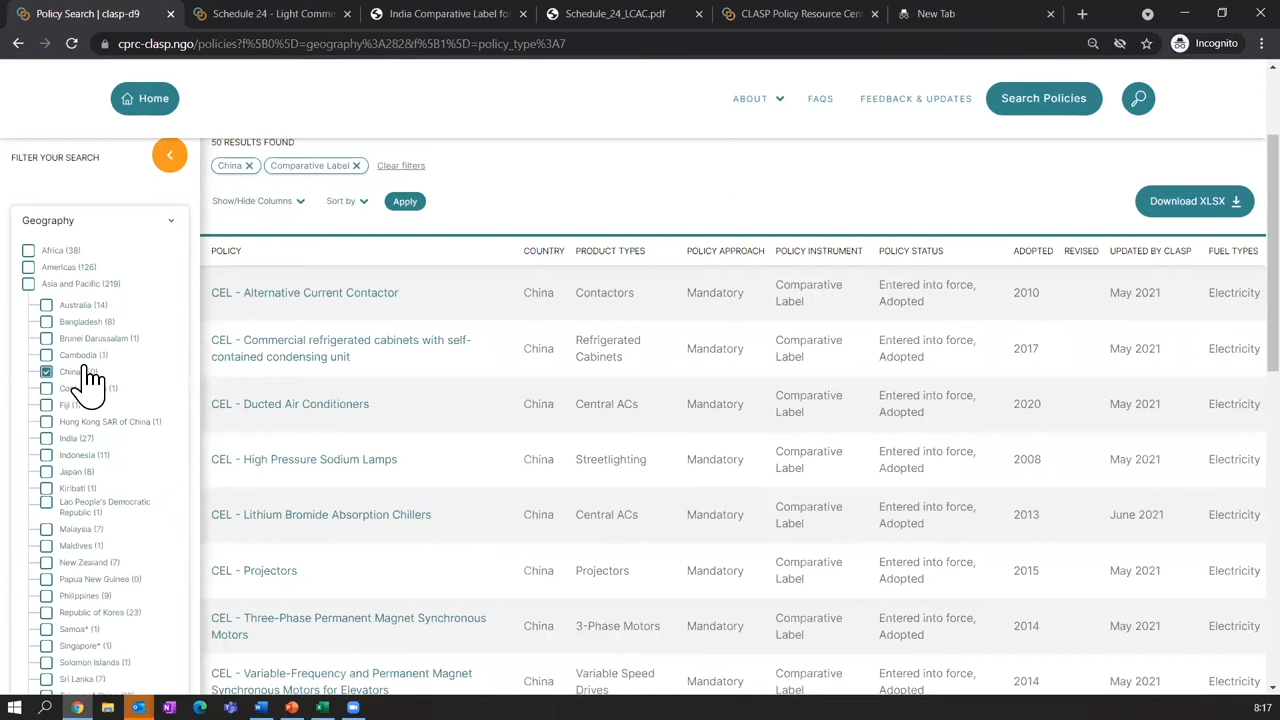 Policy Search | clasp-d9
Schedule 24 - Light Comme
India Comparative Label for
Schedule_24_LCAC.pdf
CLASP Policy Resource Cent
New Tab
cprc-clasp.ngo/policies?f%5B0%5D=geography%3A282&f%5B1%5D=policy_type%3A7
Incognito
Home
ABOUT
FAQS
FEEDBACK & UPDATES
Search Policies
FILTER YOUR SEARCH
50 RESULTS FOUND
China
Comparative Label
Clear filters
Show/Hide Columns
Sort by
Apply
Download XLSX
Geography
Africa (38)
Americas (126)
Asia and Pacific (219)
Australia (14)
Bangladesh (8)
Brunei Darussalam (1)
Cambodia (1)
China
(1)
Fiji
Hong Kong SAR of China (1)
India (27)
Indonesia (11)
Japan (8)
Kiribati (1)
Lao People's Democratic
Republic (1)
Malaysia (7)
Maldives (1)
New Zealand (7)
Papua New Guinea (0)
Philippines (9)
Republic of Korea (23)
Samoa* (1)
Singapore* (1)
Solomon Islands (1)
Sri Lanka (7)
POLICY COUNTRY PRODUCT TYPES POLICY APPROACH POLICY INSTRUMENT POLICY STATUS ADOPTED REVISED UPDATED BY CLASP FUEL TYPES
CEL - Alternative Current Contactor China Contactors Mandatory Comparative Label Entered into force, Adopted 2010 May 2021 Electricity
CEL - Commercial refrigerated cabinets with self-contained condensing unit China Refrigerated Cabinets Mandatory Comparative Label Entered into force, Adopted 2017 May 2021 Electricity
CEL - Ducted Air Conditioners China Central ACs Mandatory Comparative Label Entered into force, Adopted 2020 May 2021 Electricity
CEL - High Pressure Sodium Lamps China Streetlighting Mandatory Comparative Label Entered into force, Adopted 2008 May 2021 Electricity
CEL - Lithium Bromide Absorption Chillers China Central ACs Mandatory Comparative Label Entered into force, Adopted 2013 June 2021 Electricity
CEL - Projectors China Projectors Mandatory Comparative Label Entered into force, Adopted 2015 May 2021 Electricity
CEL - Three-Phase Permanent Magnet Synchronous Motors China 3-Phase Motors Mandatory Comparative Label Entered into force, Adopted 2014 May 2021 Electricity
CEL - Variable-Frequency and Permanent Magnet Synchronous Motors for Elevators China Variable Speed Drives Mandatory Comparative Label Entered into force, Adopted 2014 May 2021 Electricity
8:17